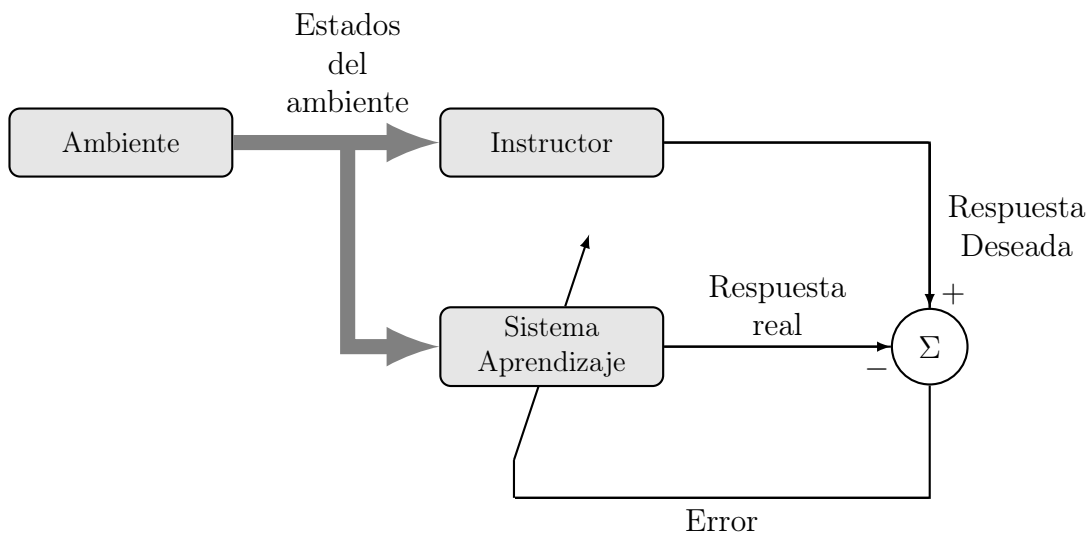 Estados
del
ambiente
Ambiente
Instructor
Respuesta
Deseada
Respuesta
real
+
Sistema
Aprendizaje
Σ
−
Error